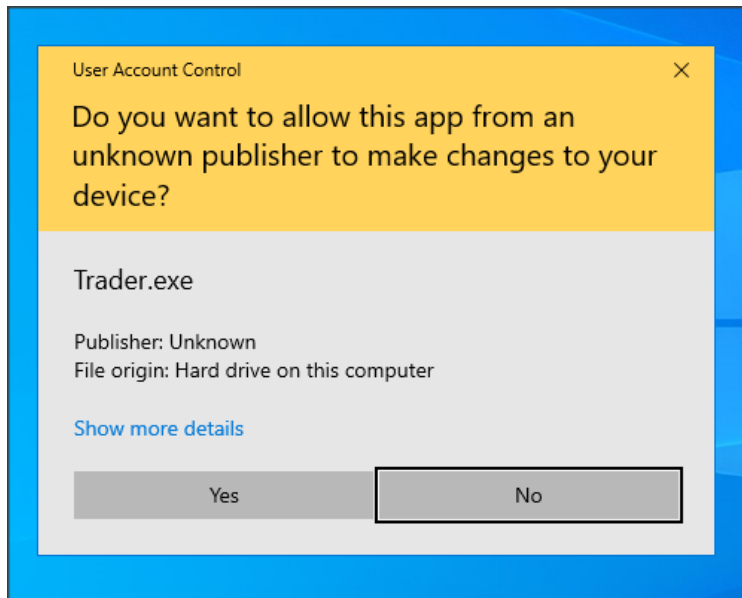 User Account Control
Do you want to allow this app from an
unknown publisher to make changes to your
device?
Trader.exe
Publisher: Unknown
File origin: Hard drive on this computer
Show more details
Yes
No